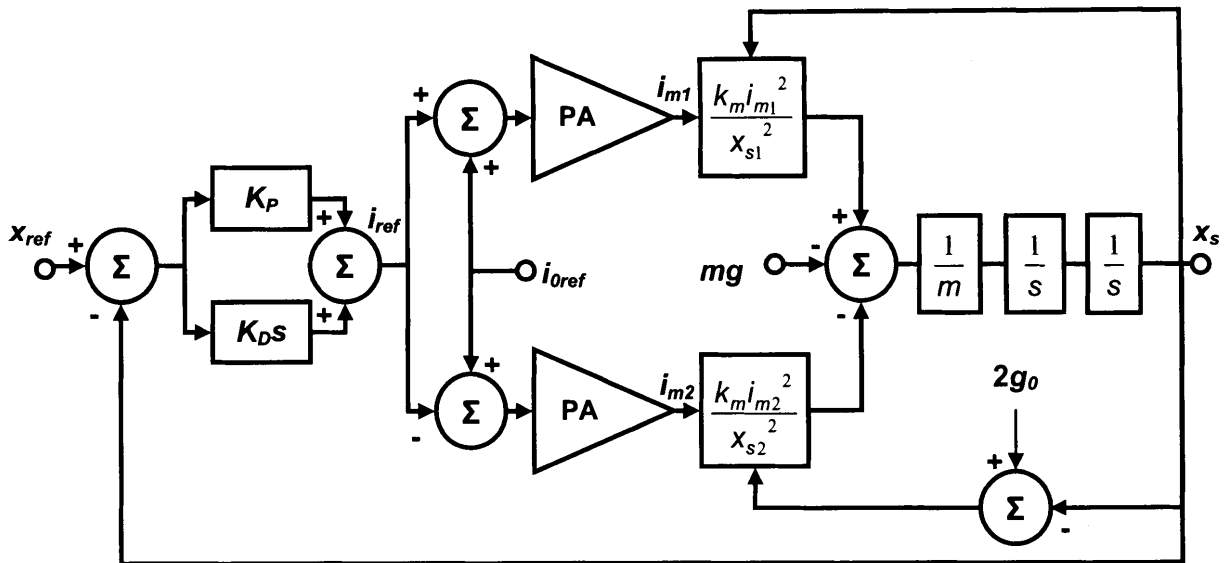 x_ref
+
-
Σ
K_P
K_D s
+
+
Σ
i_ref
+
+
Σ
i_0ref
+
-
Σ
PA
i_m1
k_m i_m1^2
x_s1^2
PA
i_m2
k_m i_m2^2
x_s2^2
mg
+
-
-
Σ
1
m
1
s
1
s
x_s
2g_0
+
-
Σ